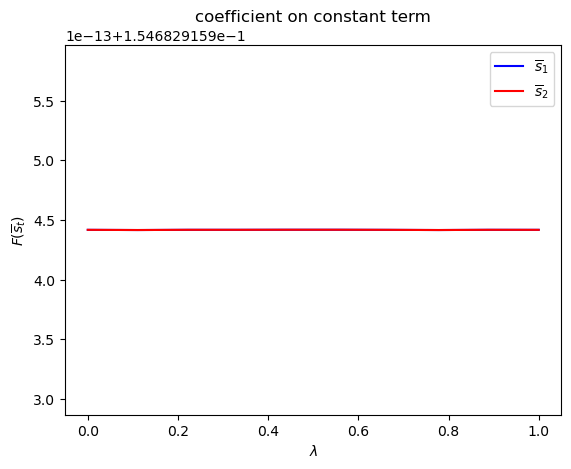 coefficient on constant term
1e-13+1.546829159e-1
5.5
5.0
4.5
4.0
3.5
3.0
F(s̅ₜ)
s̅₁
s̅₂
0.0 0.2 0.4 0.6 0.8 1.0
λ